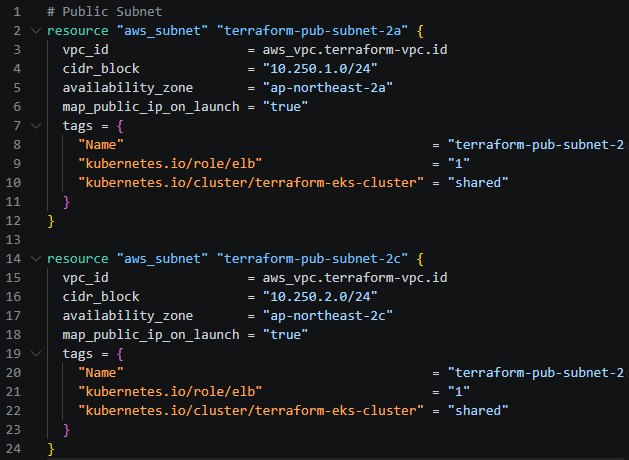 1 # Public Subnet
2 resource "aws_subnet" "terraform-pub-subnet-2a" {
3 vpc_id = aws_vpc.terraform-vpc.id
4 cidr_block = "10.250.1.0/24"
5 availability_zone = "ap-northeast-2a"
6 map_public_ip_on_launch = "true"
7 tags = {
8 "Name" = "terraform-pub-subnet-2
9 "kubernetes.io/role/elb" = "1"
10 "kubernetes.io/cluster/terraform-eks-cluster" = "shared"
11 }
12 }
13
14 resource "aws_subnet" "terraform-pub-subnet-2c" {
15 vpc_id = aws_vpc.terraform-vpc.id
16 cidr_block = "10.250.2.0/24"
17 availability_zone = "ap-northeast-2c"
18 map_public_ip_on_launch = "true"
19 tags = {
20 "Name" = "terraform-pub-subnet-2
21 "kubernetes.io/role/elb" = "1"
22 "kubernetes.io/cluster/terraform-eks-cluster" = "shared"
23 }
24 }